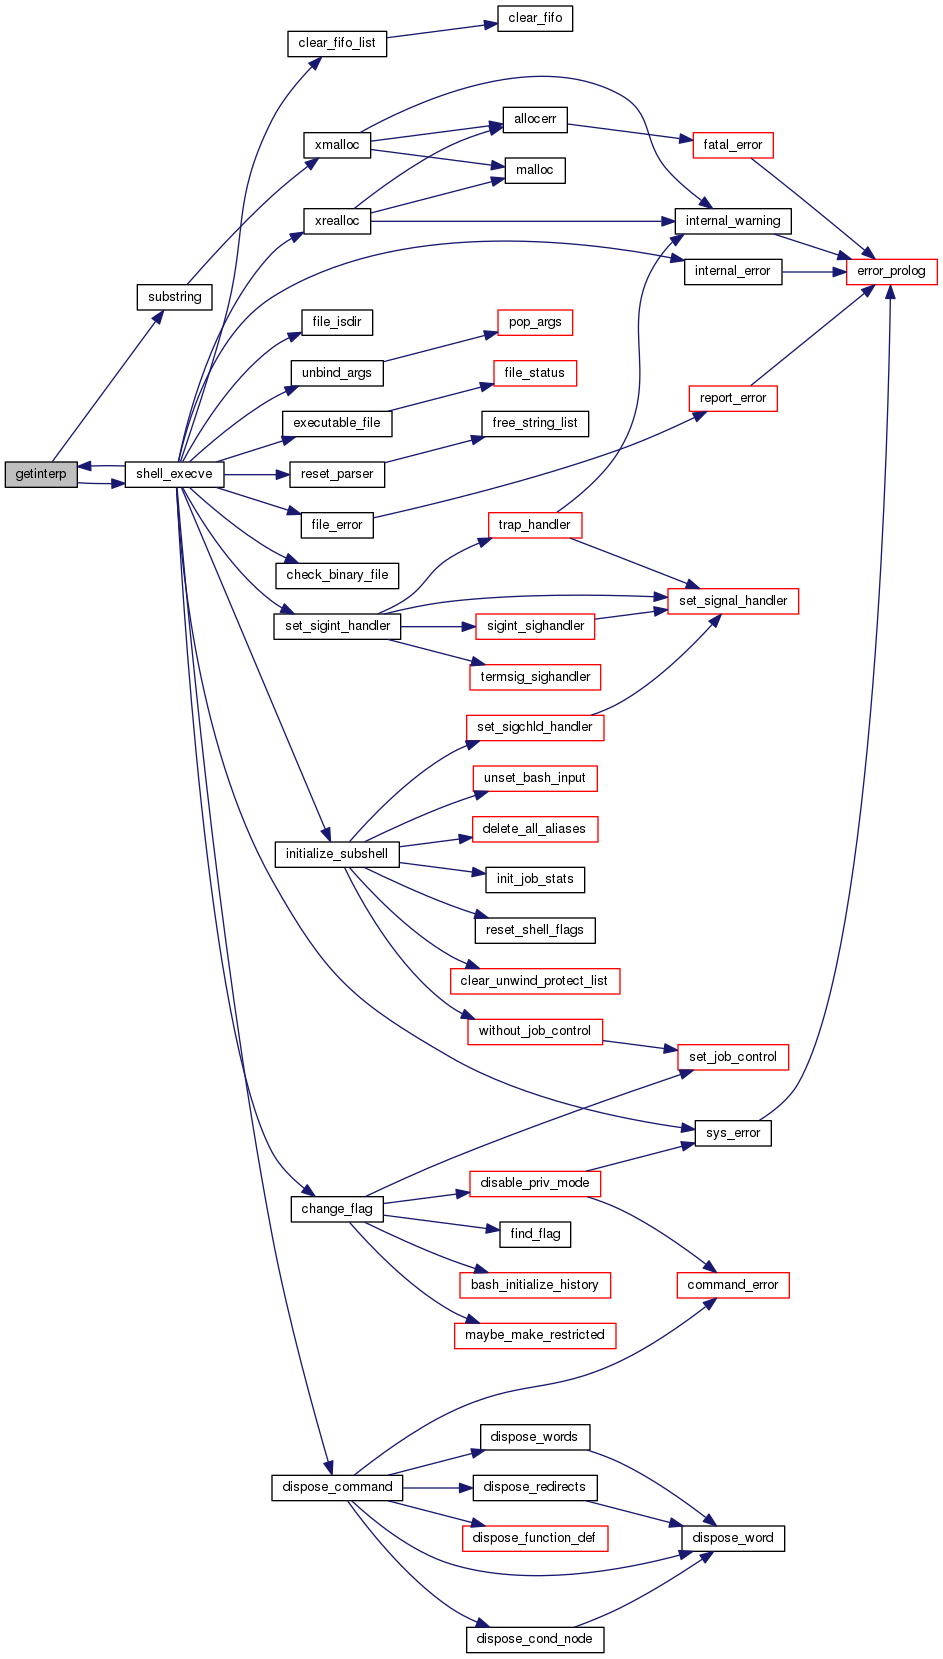 clear_fifo
clear_fifo_list
allocerr
xmalloc
fatal_error
malloc
xrealloc
internal_warning
internal_error
error_prolog
substring
file_isdir
pop_args
unbind_args
file_status
report_error
executable_file
free_string_list
getinterp
shell_execve
reset_parser
file_error
trap_handler
check_binary_file
set_signal_handler
set_sigint_handler
sigint_sighandler
termsig_sighandler
set_sigchld_handler
unset_bash_input
delete_all_aliases
initialize_subshell
init_job_stats
reset_shell_flags
clear_unwind_protect_list
without_job_control
set_job_control
sys_error
disable_priv_mode
change_flag
find_flag
bash_initialize_history
command_error
maybe_make_restricted
dispose_words
dispose_command
dispose_redirects
dispose_function_def
dispose_word
dispose_cond_node